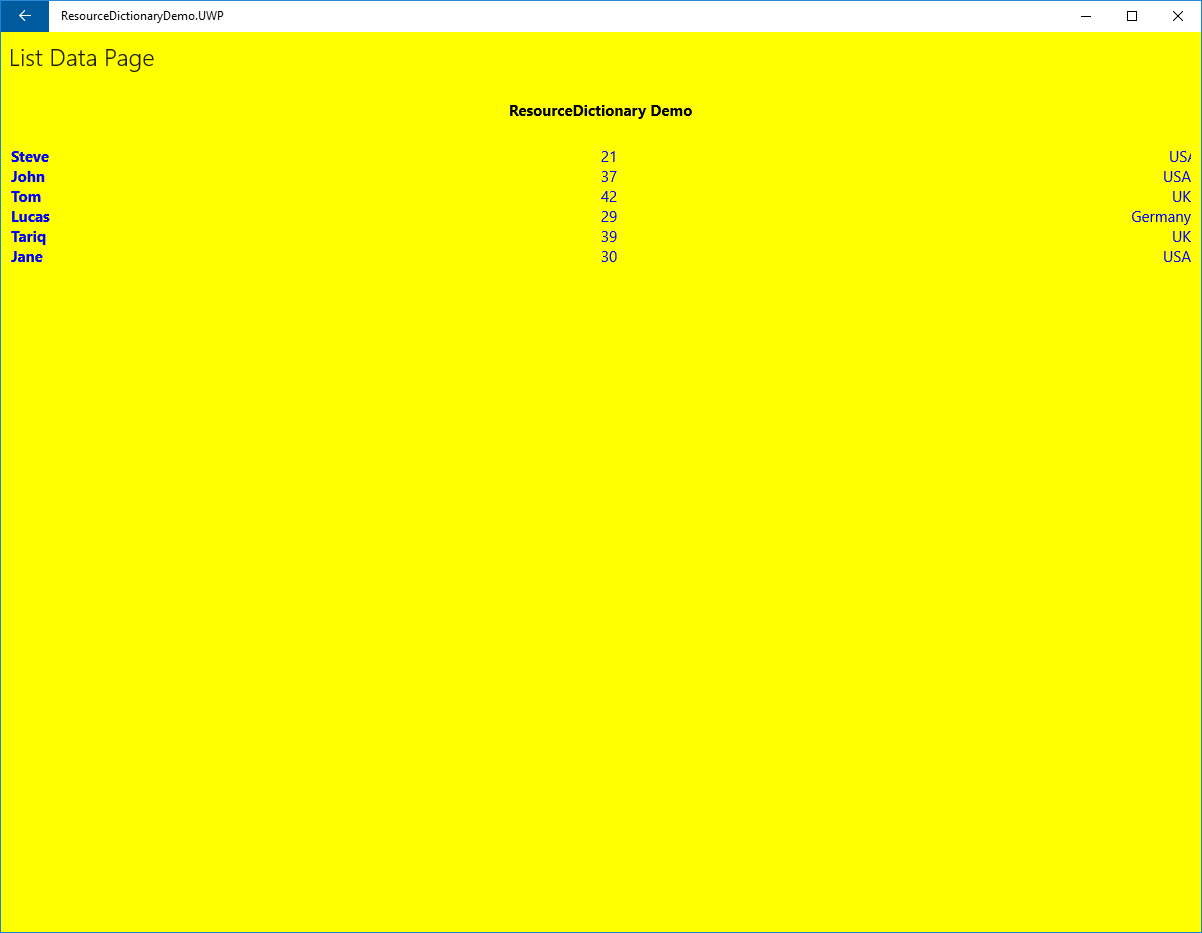 ResourceDictionaryDemo.UWP
List Data Page
ResourceDictionary Demo
Steve 21 USA
John 37 USA
Tom 42 UK
Lucas 29 Germany
Tariq 39 UK
Jane 30 USA